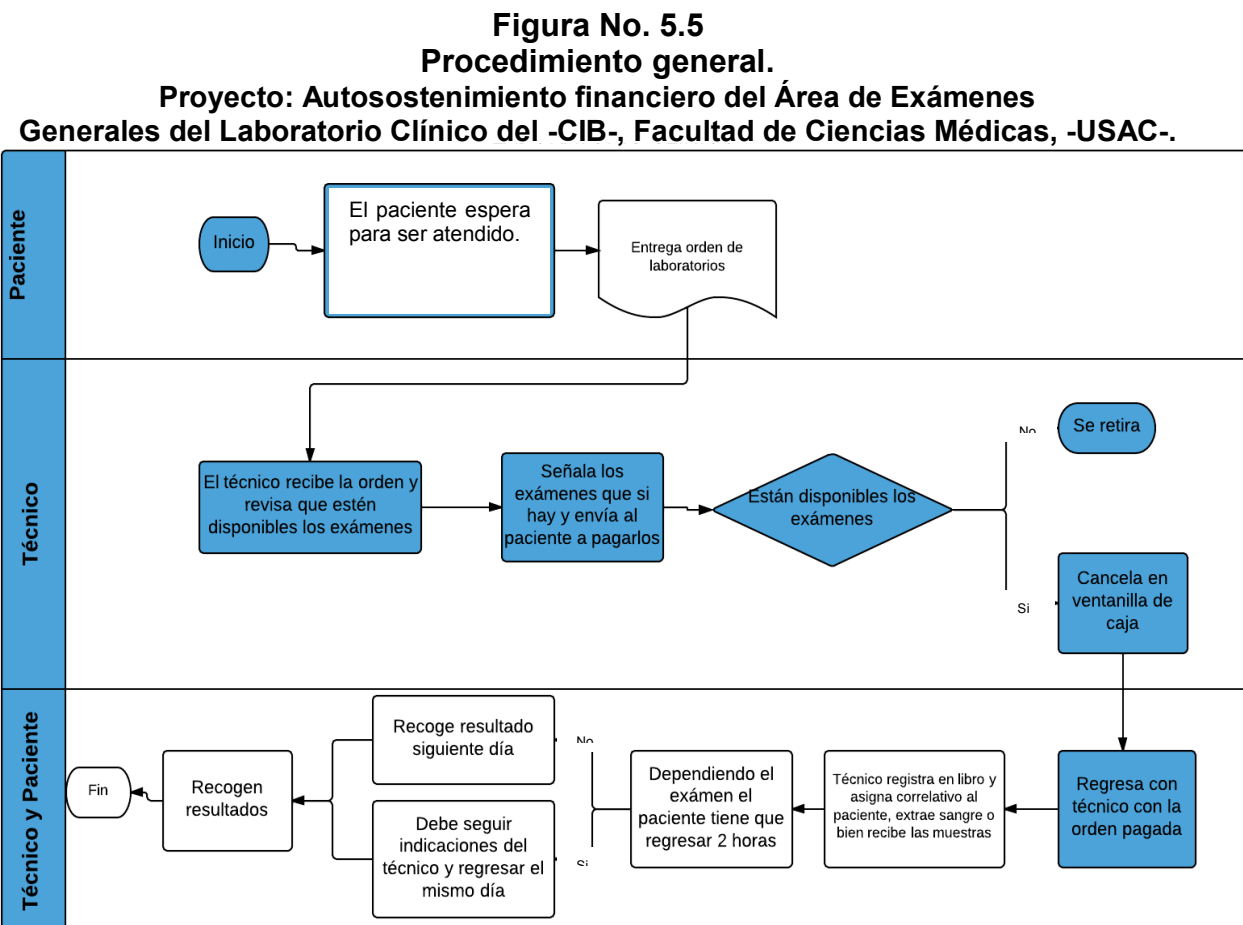 Figura No. 5.5
Procedimiento general.
Proyecto: Autosostenimiento financiero del Área de Exámenes
Generales del Laboratorio Clínico del -CIB-, Facultad de Ciencias Médicas, -USAC-.
Paciente
Inicio
El paciente espera
para ser atendido.
Entrega orden de
laboratorios
Técnico
El técnico recibe la orden y
revisa que estén
disponibles los exámenes
Señala los
exámenes que si
hay y envía al
paciente a pagarlos
Están disponibles los
exámenes
No
Se retira
Si
Cancela en
ventanilla de
caja
Técnico y Paciente
Regresa con
técnico con la
orden pagada
Técnico registra en libro y
asigna correlativo al
paciente, extrae sangre o
bien recibe las muestras
Dependiendo el
exámen el
paciente tiene que
regresar 2 horas
No
Recoge resultado
siguiente día
Si
Debe seguir
indicaciones del
técnico y regresar el
mismo día
Recogen
resultados
Fin